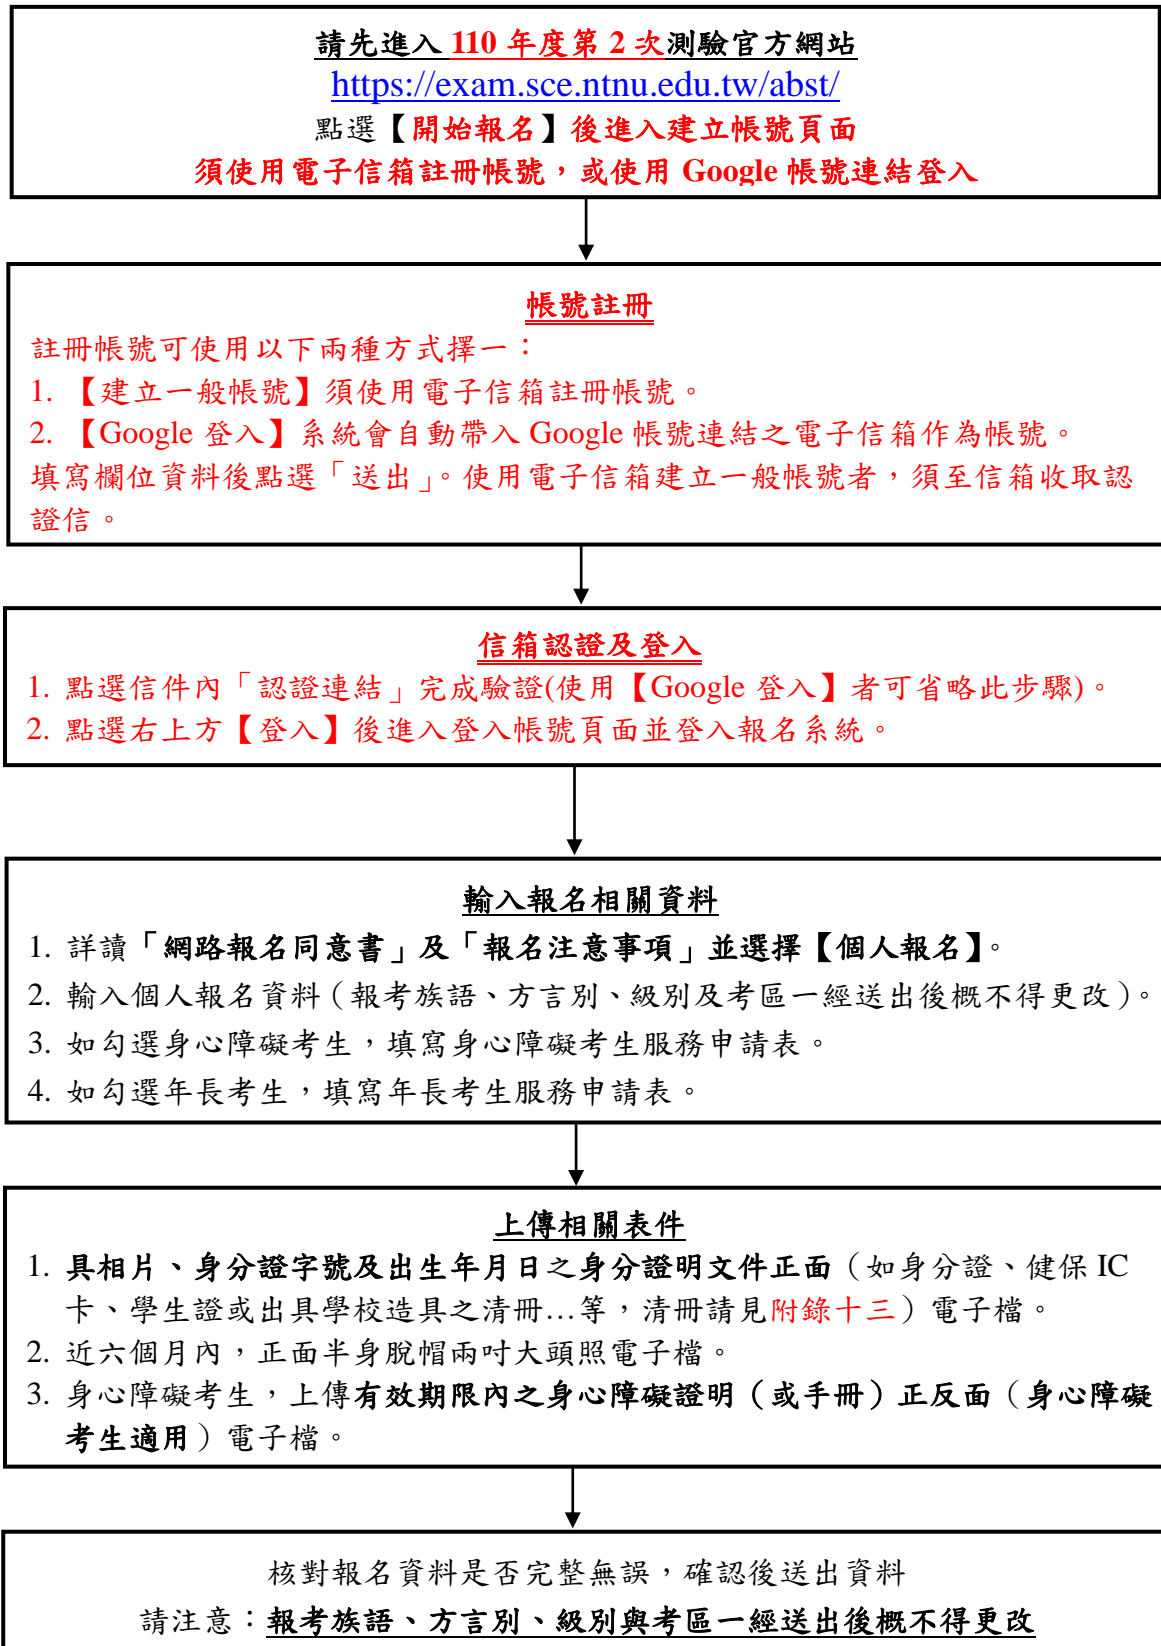 請先進入 110 年度第 2 次測驗官方網站
https://exam.sce.ntnu.edu.tw/abst/
點選【開始報名】後進入建立帳號頁面
須使用電子信箱註冊帳號，或使用 Google 帳號連結登入
帳號註冊
註冊帳號可使用以下兩種方式擇一：
1. 【建立一般帳號】須使用電子信箱註冊帳號。
2. 【Google 登入】系統會自動帶入 Google 帳號連結之電子信箱作為帳號。
填寫欄位資料後點選「送出」。使用電子信箱建立一般帳號者，須至信箱收取認
證信。
信箱認證及登入
1. 點選信件內「認證連結」完成驗證(使用【Google 登入】者可省略此步驟)。
2. 點選右上方【登入】後進入登入帳號頁面並登入報名系統。
輸入報名相關資料
1. 詳讀「網路報名同意書」及「報名注意事項」並選擇【個人報名】。
2. 輸入個人報名資料（報考族語、方言別、級別及考區一經送出後概不得更改）。
3. 如勾選身心障礙考生，填寫身心障礙考生服務申請表。
4. 如勾選年長考生，填寫年長考生服務申請表。
上傳相關表件
1. 具相片、身分證字號及出生年月日之身分證明文件正面（如身分證、健保 IC
卡、學生證或出具學校造具之清冊…等，清冊請見附錄十三）電子檔。
2. 近六個月內，正面半身脫帽兩吋大頭照電子檔。
3. 身心障礙考生，上傳有效期限內之身心障礙證明（或手冊）正反面（身心障礙
考生適用）電子檔。
核對報名資料是否完整無誤，確認後送出資料
請注意：報考族語、方言別、級別與考區一經送出後概不得更改